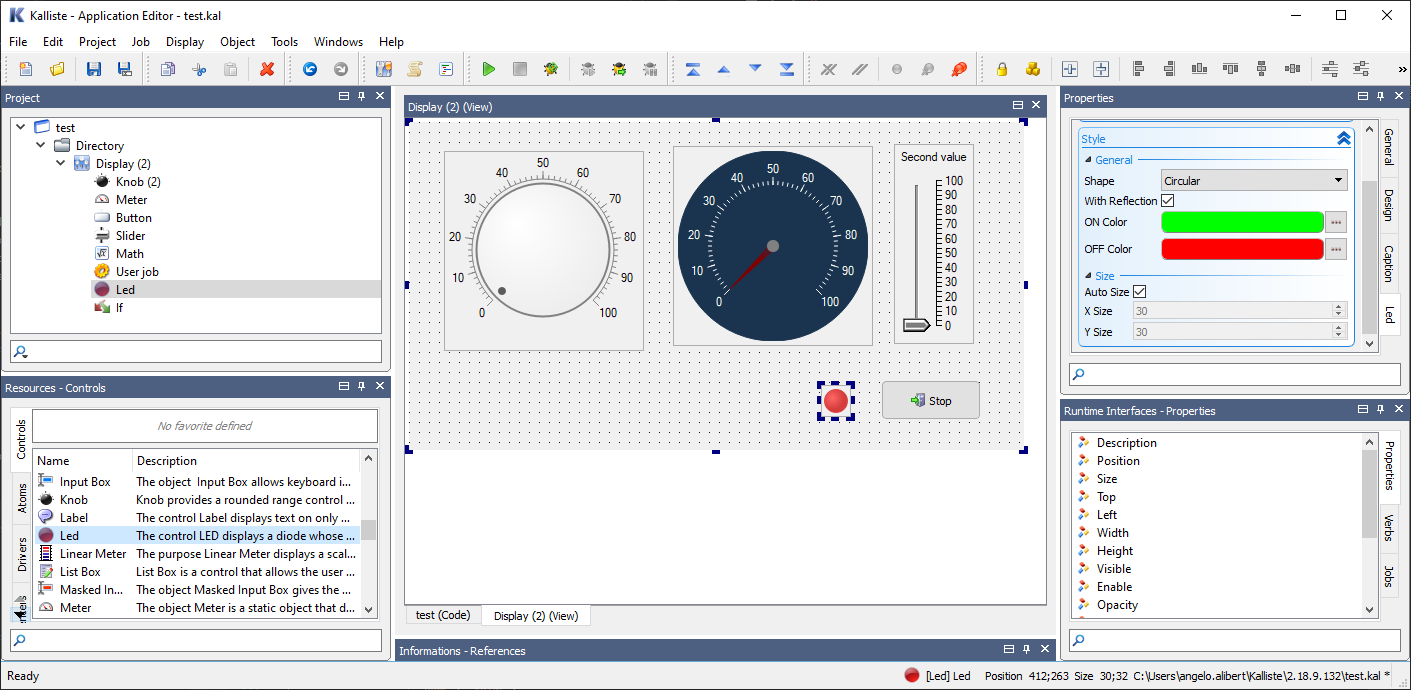 Kalliste - Application Editor - test.kal
File Edit Project Job Display Object Tools Windows Help
Project
test
Directory
Display (2)
Knob (2)
Meter
Button
Slider
Math
User job
Led
If
Resources - Controls
Controls
Atoms
Drivers
No favorite defined
Name Description
Input Box The object  Input Box allows keyboard i...
Knob Knob provides a rounded range control ...
Label The control Label displays text on only ...
Led The control LED displays a diode whose ...
Linear Meter The purpose Linear Meter displays a scal...
List Box List Box is a control that allows the user ...
Masked In... The object Masked Input Box gives the ...
Meter The object Meter is a static object that d...
Display (2) (View)
0 10 20 30 40 50 60 70 80 90 100
0 10 20 30 40 50 60 70 80 90 100
Second value
100
90
80
70
60
50
40
30
20
10
0
Stop
test (Code) Display (2) (View)
Informations - References
Properties
Style
General
Shape Circular
With Reflection
ON Color
OFF Color
Size
Auto Size
X Size 30
Y Size 30
General
Design
Caption
Led
Runtime Interfaces - Properties
Description
Position
Size
Top
Left
Width
Height
Visible
Enable
Opacity
Properties
Verbs
Jobs
Ready
[Led] Led Position 412;263 Size 30;32 C:\Users\angelo.alibert\Kalliste\2.18.9.132\test.kal *